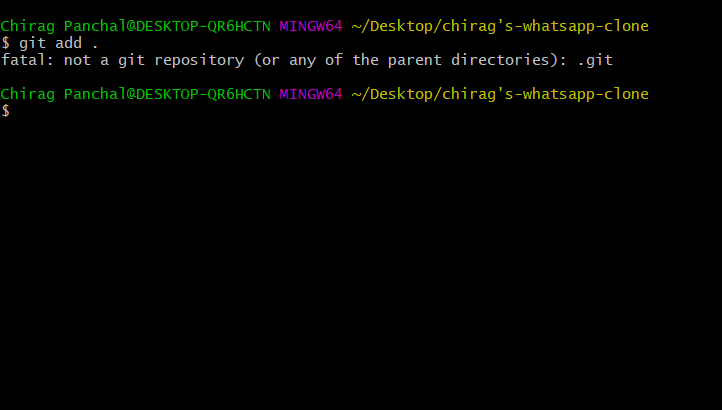 Chirag Panchal@DESKTOP-QR6HCTN MINGW64 ~/Desktop/chirag's-whatsapp-clone
$ git add .
fatal: not a git repository (or any of the parent directories): .git
Chirag Panchal@DESKTOP-QR6HCTN MINGW64 ~/Desktop/chirag's-whatsapp-clone
$